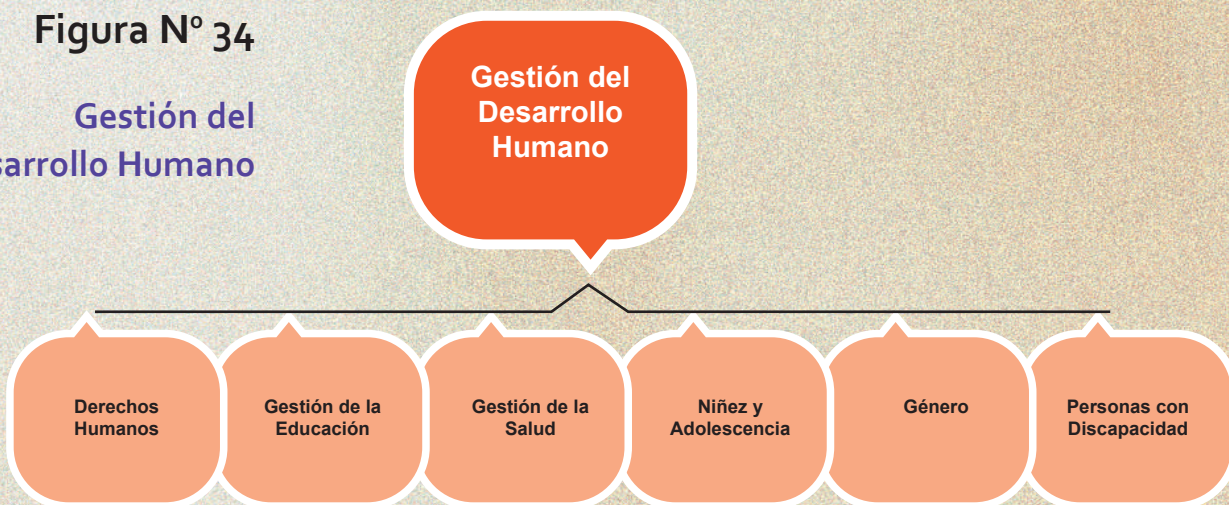 Figura Nº 34
Gestión del
sarrollo Humano
Gestión del
Desarrollo
Humano
Derechos
Humanos
Gestión de la
Educación
Gestión de la
Salud
Niñez y
Adolescencia
Género
Personas con
Discapacidad